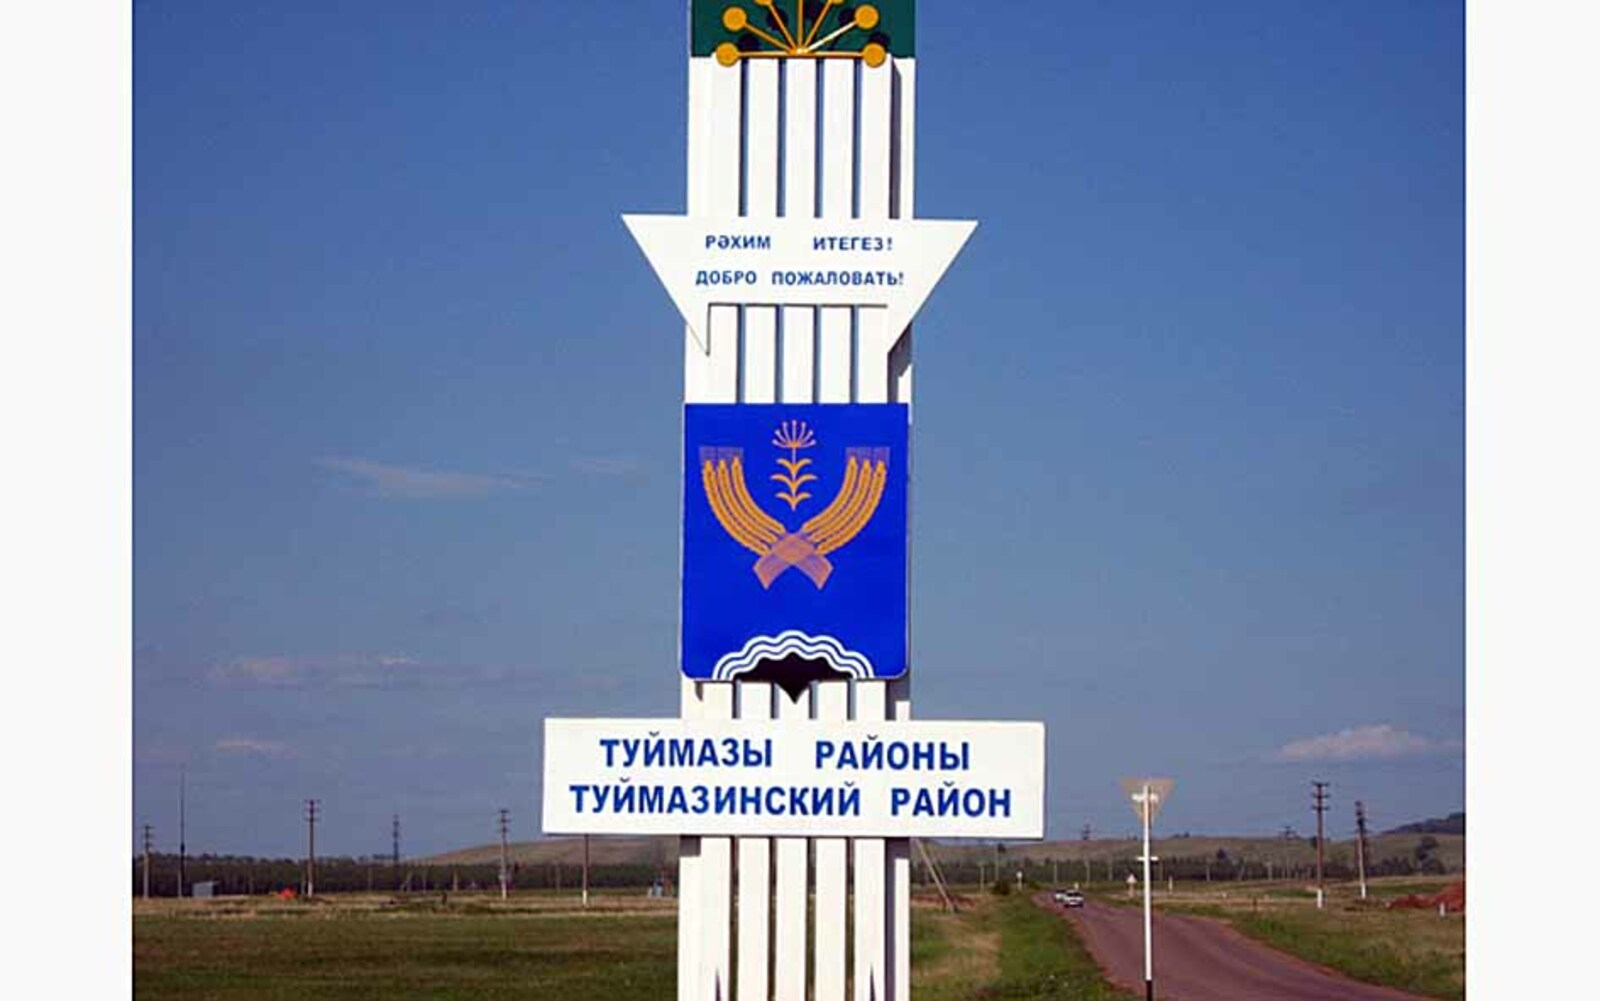 РӘХИМ ИТЕГЕЗ!
ДОБРО ПОЖАЛОВАТЬ!
ТУЙМАЗЫ РАЙОНЫ
ТУЙМАЗИНСКИЙ РАЙОН